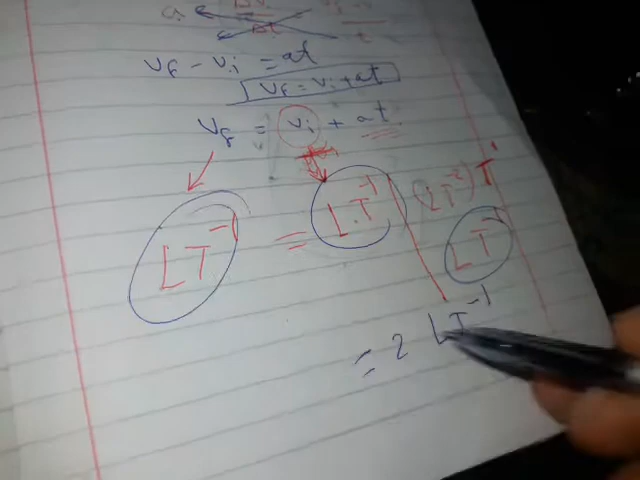 vf - vi = at
vf = vi + at
vf = vi + at
LT⁻¹ = LT⁻¹ (LT⁻²) T¹
LT⁻¹
= 2 LT⁻¹